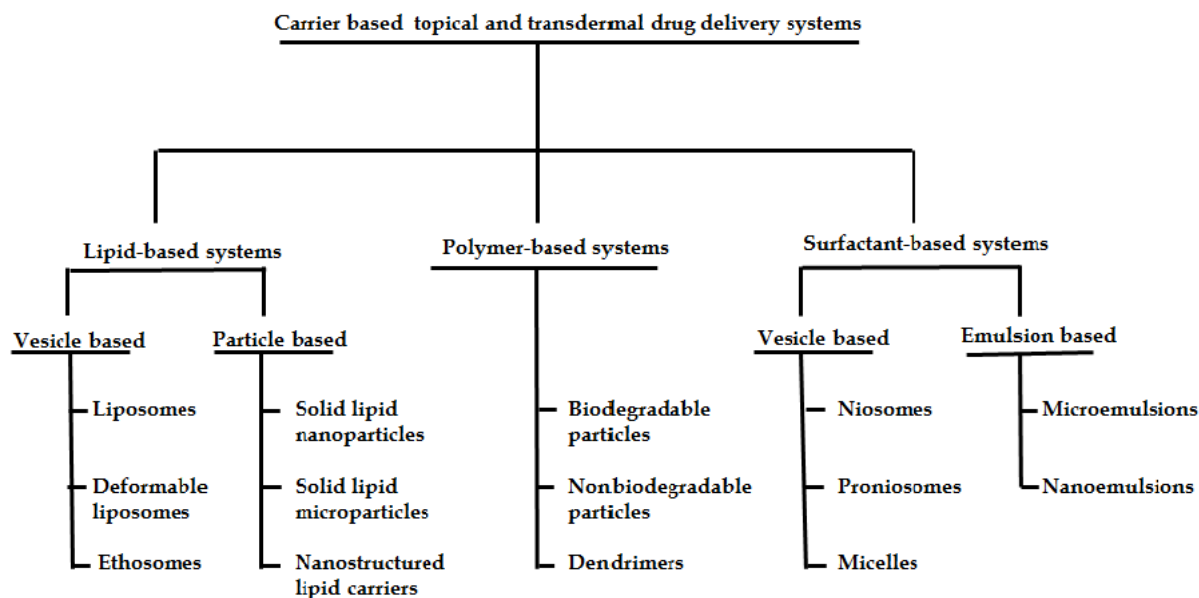 Carrier based topical and transdermal drug delivery systems
Lipid-based systems
Polymer-based systems
Surfactant-based systems
Vesicle based
Particle based
Vesicle based
Emulsion based
Liposomes
Deformable
liposomes
Ethosomes
Solid lipid
nanoparticles
Solid lipid
microparticles
Nanostructured
lipid carriers
Biodegradable
particles
Nonbiodegradable
particles
Dendrimers
Niosomes
Proniosomes
Micelles
Microemulsions
Nanoemulsions